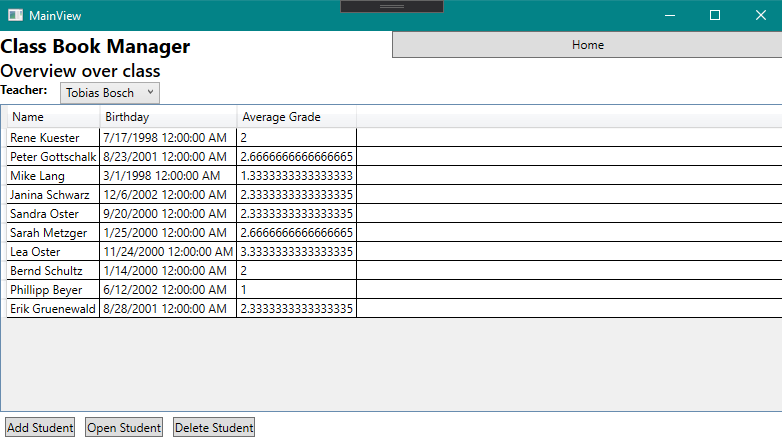 MainView
Class Book Manager
Home
Overview over class
Teacher: Tobias Bosch
Name Birthday Average Grade
Rene Kuester 7/17/1998 12:00:00 AM 2
Peter Gottschalk 8/23/2001 12:00:00 AM 2.6666666666666665
Mike Lang 3/1/1998 12:00:00 AM 1.3333333333333333
Janina Schwarz 12/6/2002 12:00:00 AM 2.3333333333333335
Sandra Oster 9/20/2000 12:00:00 AM 2.3333333333333335
Sarah Metzger 1/25/2000 12:00:00 AM 2.6666666666666665
Lea Oster 11/24/2000 12:00:00 AM 3.3333333333333335
Bernd Schultz 1/14/2000 12:00:00 AM 2
Phillipp Beyer 6/12/2002 12:00:00 AM 1
Erik Gruenewald 8/28/2001 12:00:00 AM 2.3333333333333335
Add Student Open Student Delete Student